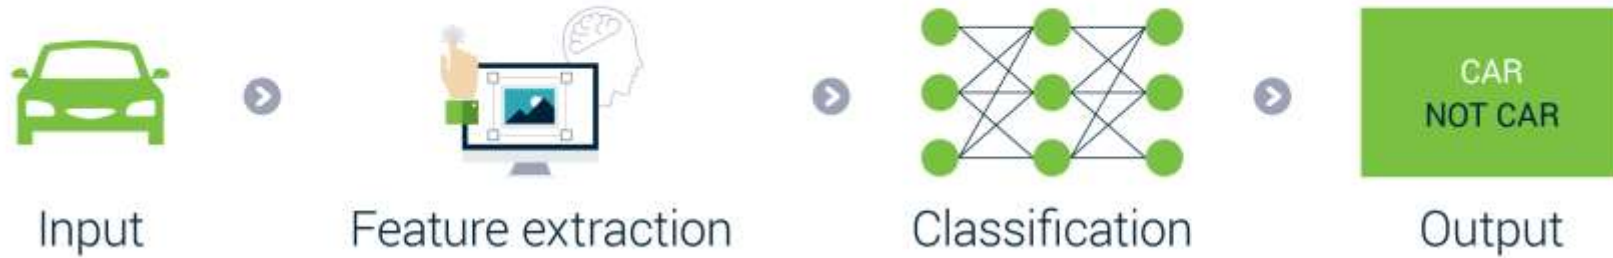 CAR
NOT CAR
Input
Feature extraction
Classification
Output